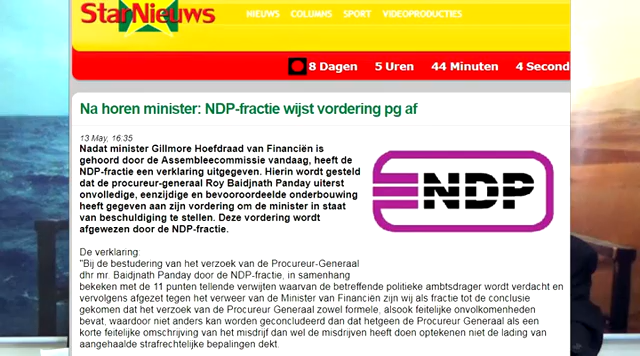 StarNieuws
NIEUWS COLUMNS SPORT VIDEOPRODUCTIES
8 Dagen 5 Uren 44 Minuten 4 Second
Na horen minister: NDP-fractie wijst vordering pg af
13 May, 16:35
Nadat minister Gillmore Hoefdraad van Financiën is
gehoord door de Assembleecommissie vandaag, heeft de
NDP-fractie een verklaring uitgegeven. Hierin wordt gesteld
dat de procureur-generaal Roy Baidjnath Panday uiterst
onvolledige, eenzijdige en bevooroordeelde onderbouwing
heeft gegeven aan zijn vordering om de minister in staat
van beschuldiging te stellen. Deze vordering wordt
afgewezen door de NDP-fractie.
NDP
De verklaring:
"Bij de bestudering van het verzoek van de Procureur-Generaal
dhr mr. Baidjnath Panday door de NDP-fractie, in samenhang
bekeken met de 11 punten tellende verwijten waarvan de betreffende politieke ambtsdrager wordt verdacht en
vervolgens afgezet tegen het verweer van de Minister van Financiën zijn wij als fractie tot de conclusie
gekomen dat het verzoek van de Procureur Generaal zowel formele, alsook feitelijke onvolkomenheden
bevat, waardoor niet anders kan worden geconcludeerd dan dat hetgeen de Procureur Generaal als een
korte feitelijke omschrijving van het misdrijf dan wel de misdrijven heeft doen optekenen niet de lading van
aangehaalde strafrechtelijke bepalingen dekt.